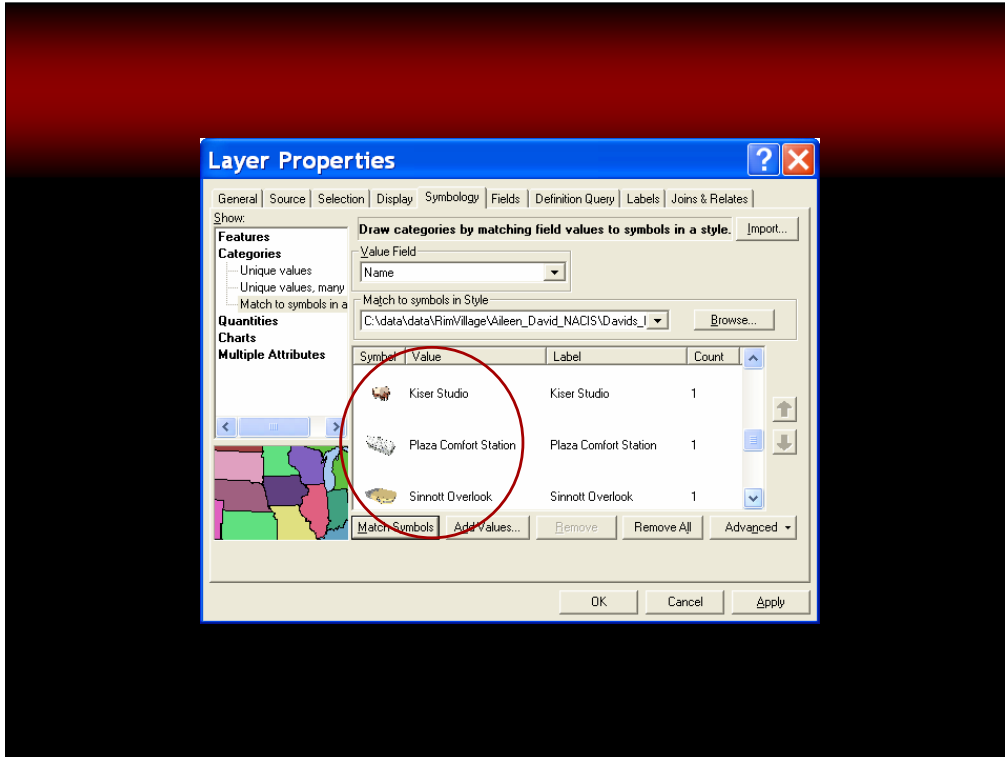 Layer Properties
General Source Selection Display Symbology Fields Definition Query Labels Joins & Relates
Show:
Features
Categories
Unique values
Unique values, many
Match to symbols in a
Quantities
Charts
Multiple Attributes
Draw categories by matching field values to symbols in a style. Import...
Value Field
Name
Match to symbols in Style
C:\data\data\RimVillage\Aileen_David_NACIS\Davids_I Browse...
Symbol Value Label Count
Kiser Studio Kiser Studio 1
Plaza Comfort Station Plaza Comfort Station 1
Sinnott Overlook Sinnott Overlook 1
Match Symbols Add Values... Remove Remove All Advanced
OK Cancel Apply